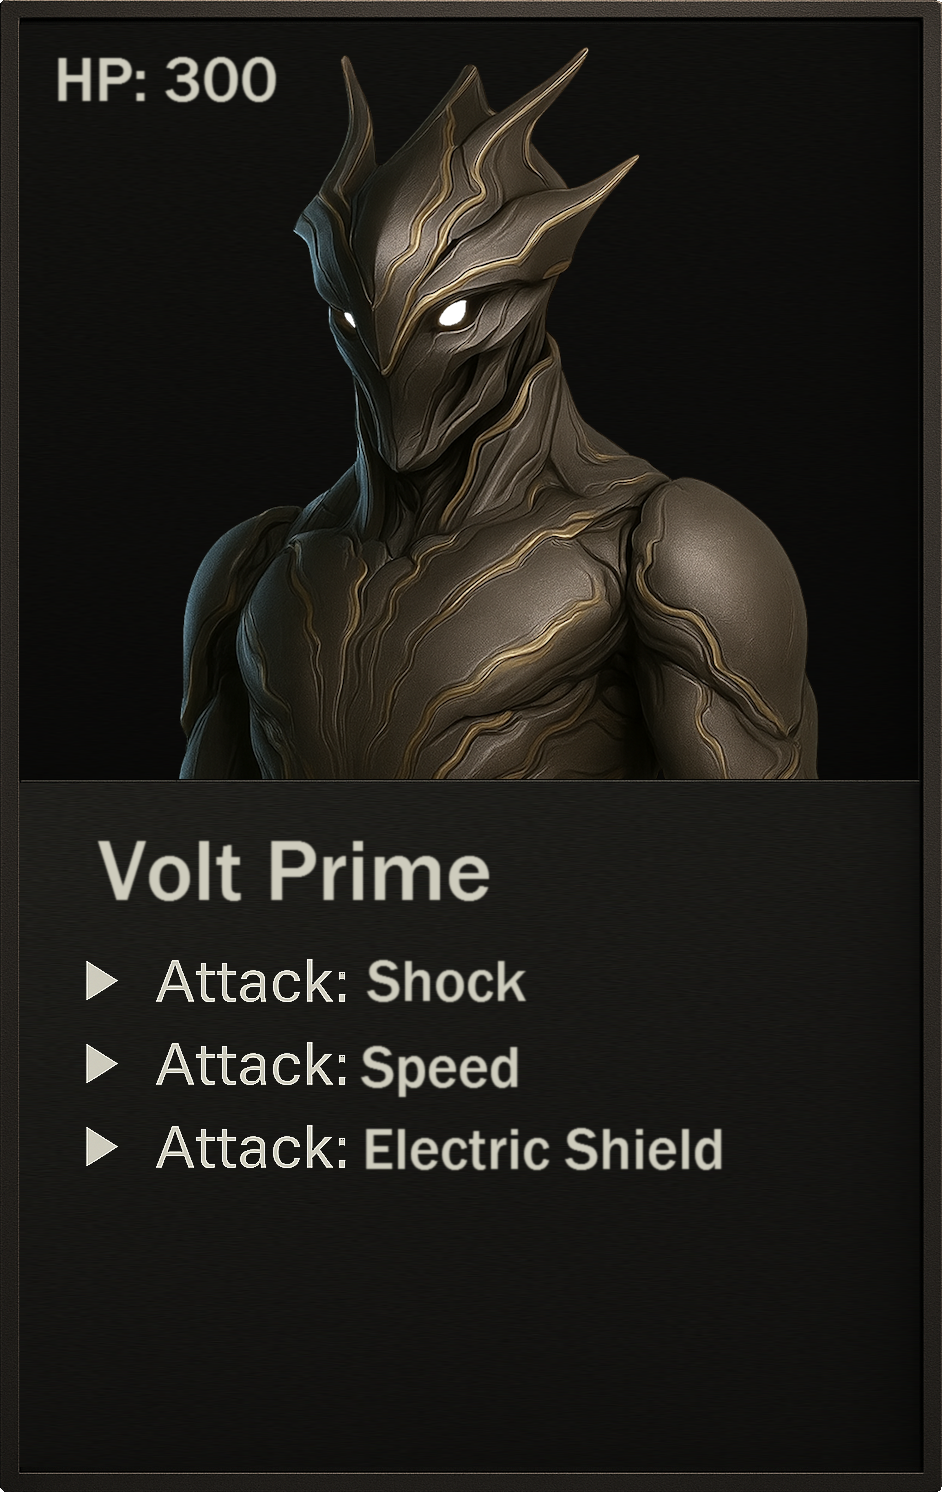 HP: 300
Volt Prime
▶ Attack: Shock
▶ Attack: Speed
▶ Attack: Electric Shield